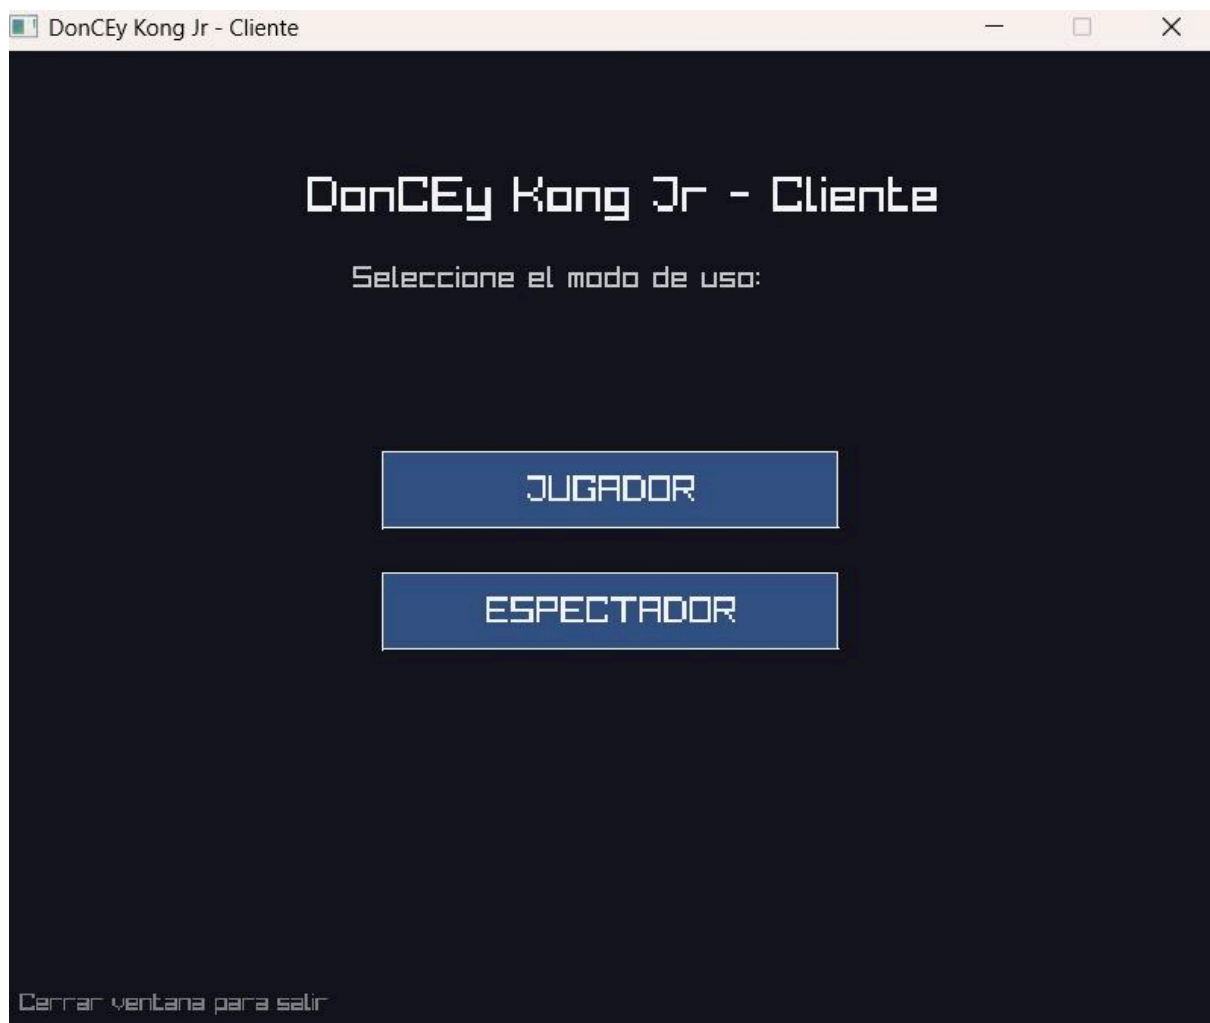 DonCEy Kong Jr - Cliente
DonCEy Kong Jr - Cliente
Seleccione el modo de uso:
JUGADOR
ESPECTADOR
Cerrar ventana para salir